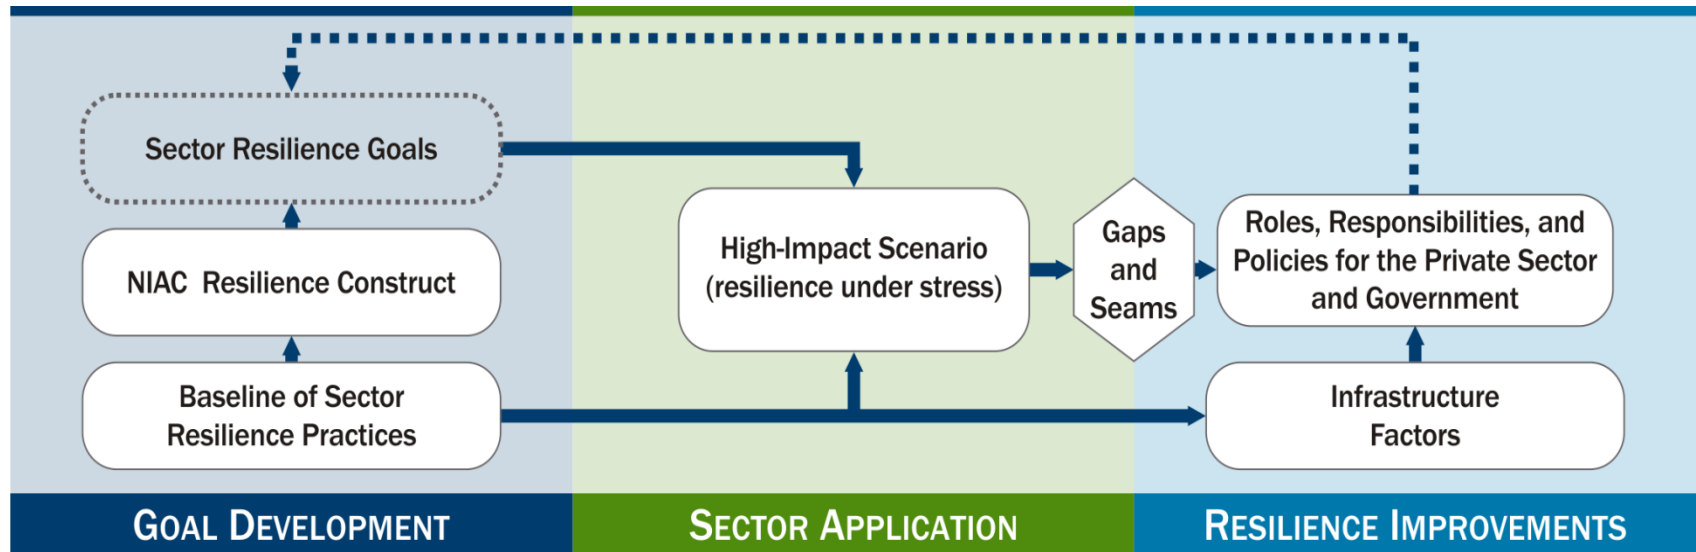 Sector Resilience Goals
NIAC Resilience Construct
Baseline of Sector
Resilience Practices
High-Impact Scenario
(resilience under stress)
Gaps
and
Seams
Roles, Responsibilities, and
Policies for the Private Sector
and Government
Infrastructure
Factors
GOAL DEVELOPMENT
SECTOR APPLICATION
RESILIENCE IMPROVEMENTS